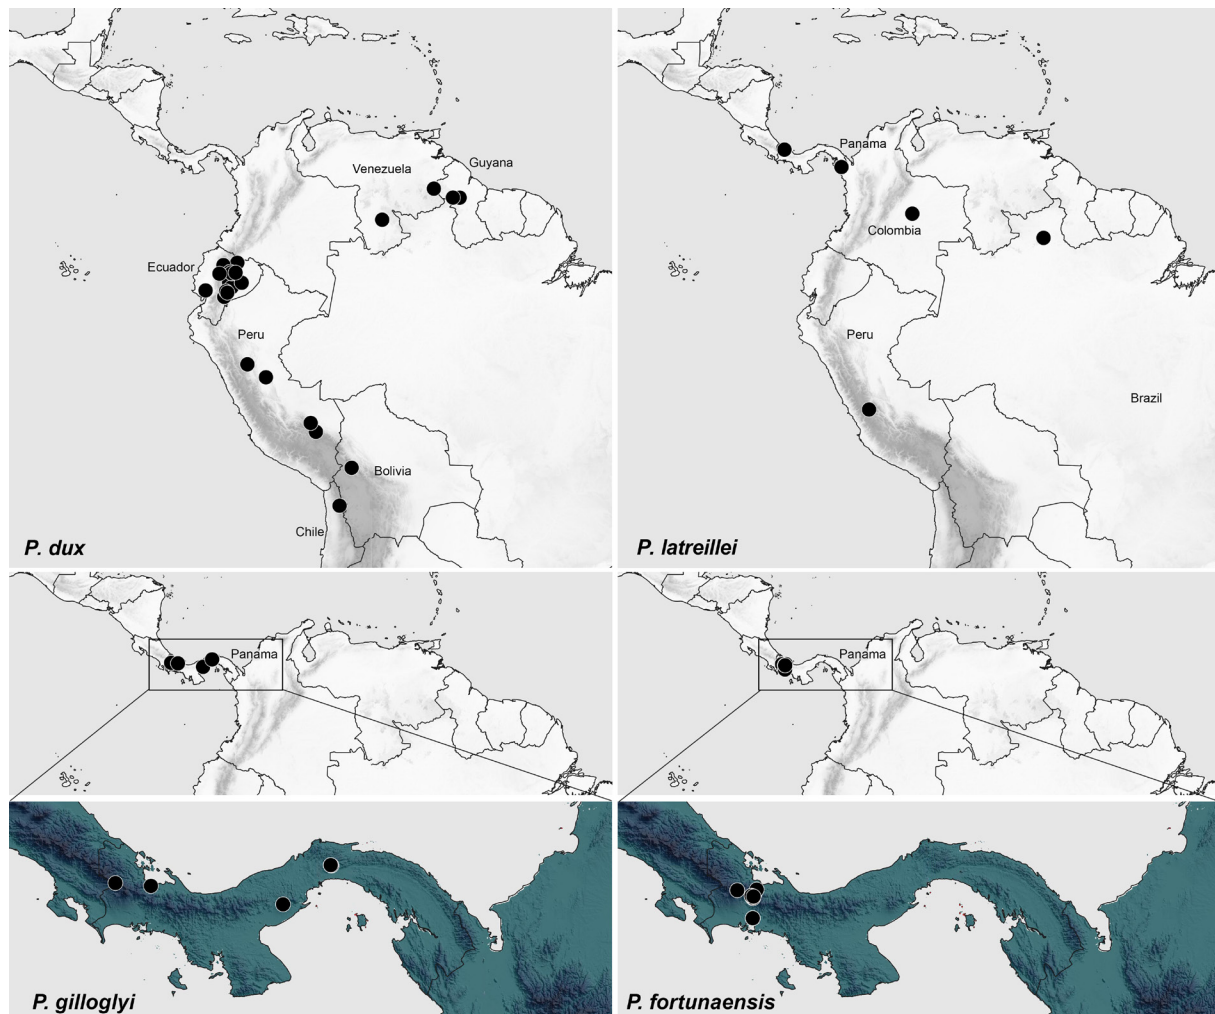 Venezuela
Guyana
Ecuador
Peru
Bolivia
Chile
P. dux
Panama
Colombia
Peru
Brazil
P. latreillei
Panama
P. gilloglyi
Panama
P. fortunaensis